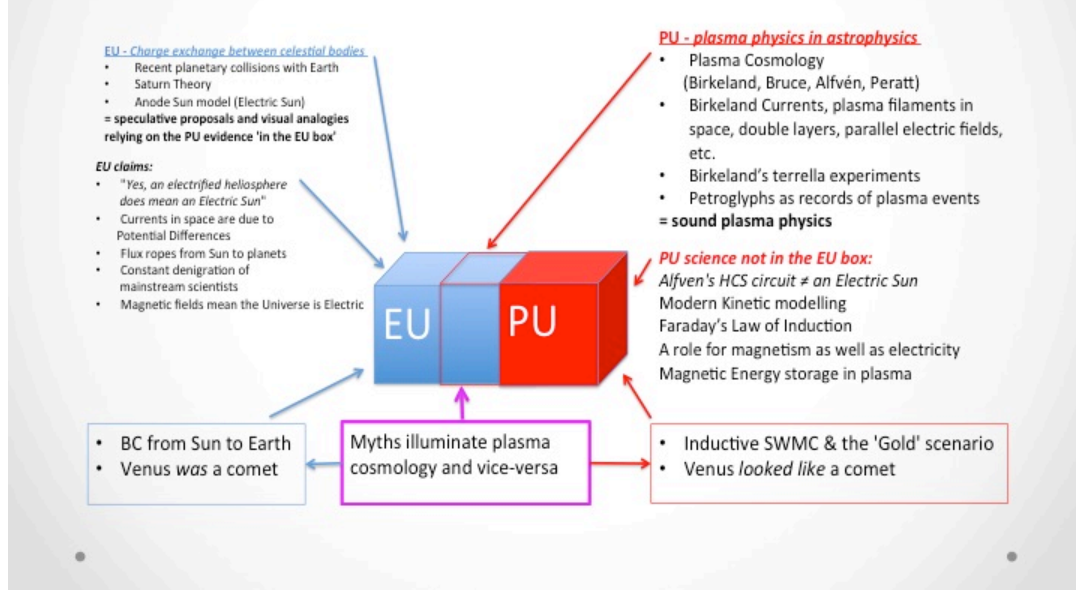 EU - Charge exchange between celestial bodies
• Recent planetary collisions with Earth
• Saturn Theory
• Anode Sun model (Electric Sun)
= speculative proposals and visual analogies
relying on the PU evidence 'in the EU box'
EU claims:
• "Yes, an electrified heliosphere
does mean an Electric Sun"
• Currents in space are due to
Potential Differences
• Flux ropes from Sun to planets
• Constant denigration of
mainstream scientists
• Magnetic fields mean the Universe is Electric
PU - plasma physics in astrophysics
• Plasma Cosmology
(Birkeland, Bruce, Alfvén, Peratt)
• Birkeland Currents, plasma filaments in
space, double layers, parallel electric fields,
etc.
• Birkeland's terrella experiments
• Petroglyphs as records of plasma events
= sound plasma physics
PU science not in the EU box:
Alfven's HCS circuit ≠ an Electric Sun
Modern Kinetic modelling
Faraday's Law of Induction
A role for magnetism as well as electricity
Magnetic Energy storage in plasma
EU
PU
• BC from Sun to Earth
• Venus was a comet
Myths illuminate plasma
cosmology and vice-versa
• Inductive SWMC & the 'Gold' scenario
• Venus looked like a comet